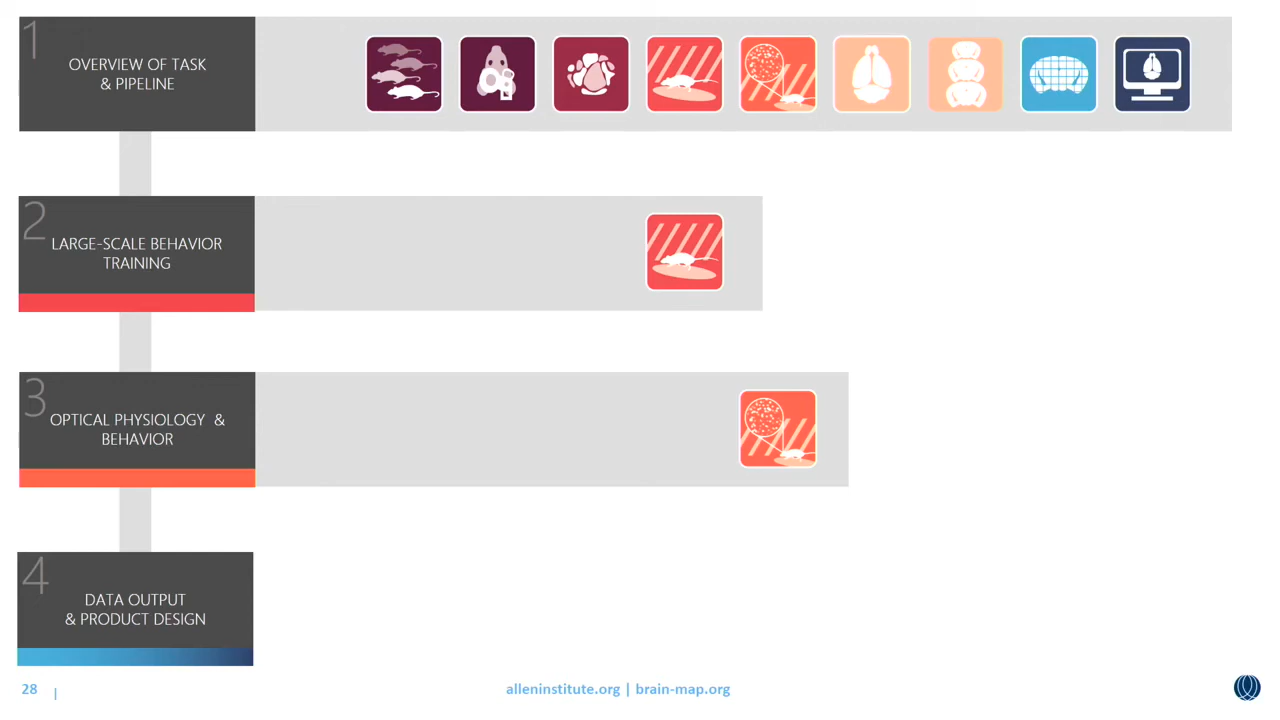 1
OVERVIEW OF TASK
& PIPELINE
2
LARGE-SCALE BEHAVIOR
TRAINING
3
OPTICAL PHYSIOLOGY &
BEHAVIOR
4
DATA OUTPUT
& PRODUCT DESIGN
28 |
alleninstitute.org | brain-map.org